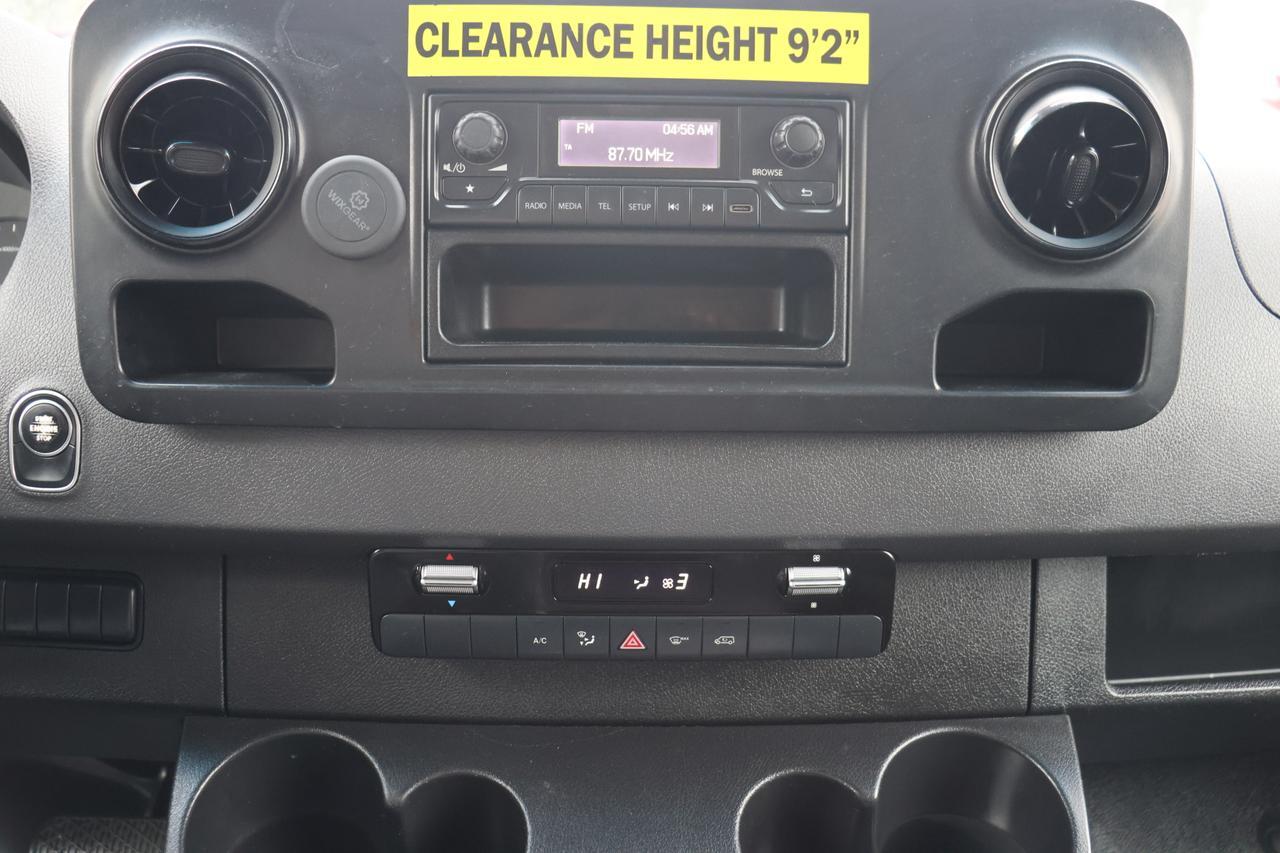 CLEARANCE HEIGHT 9'2"
FM 04:56 AM
TA
87.70 MHz
BROWSE
WIXGEAR®
RADIO MEDIA TEL SETUP
ENGINE
STOP
HI 3
A/C MAX